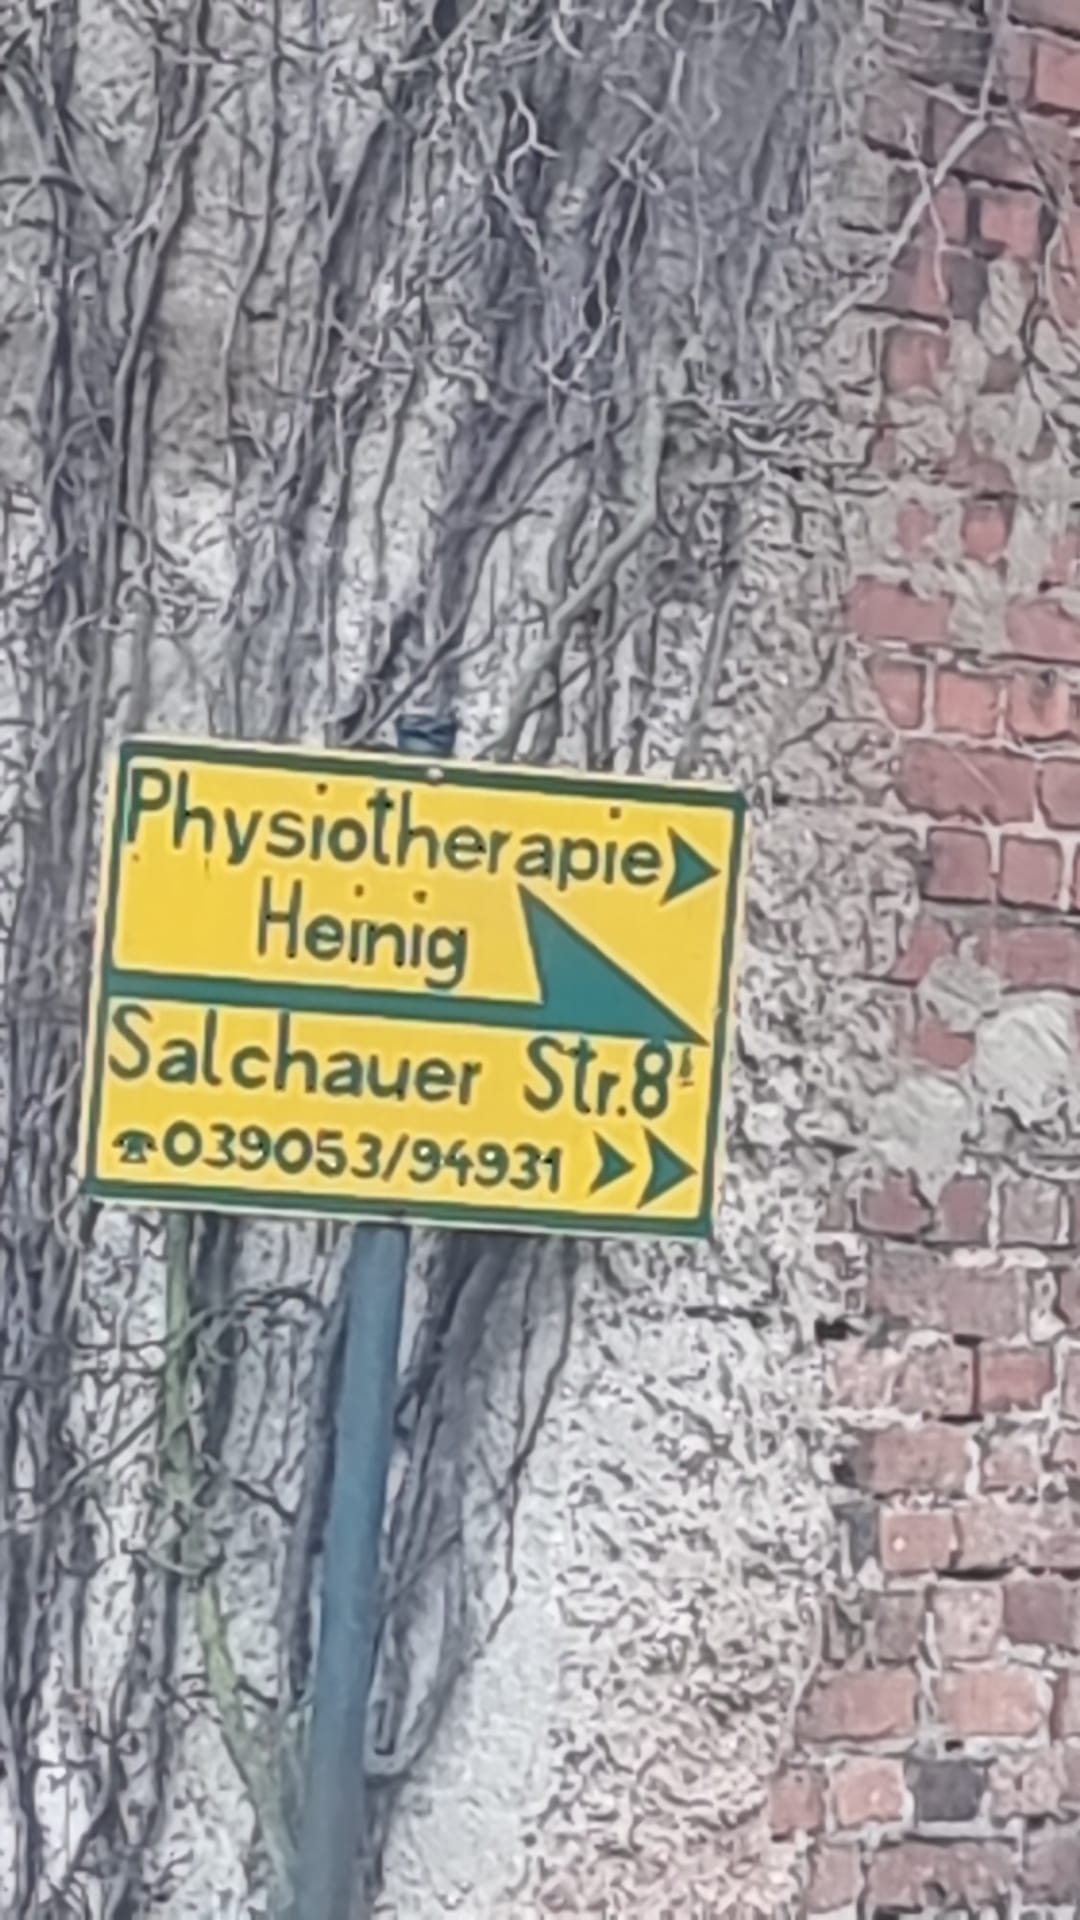 Physiotherapie
Heinig
Salchauer Str.8
☎039053/94931